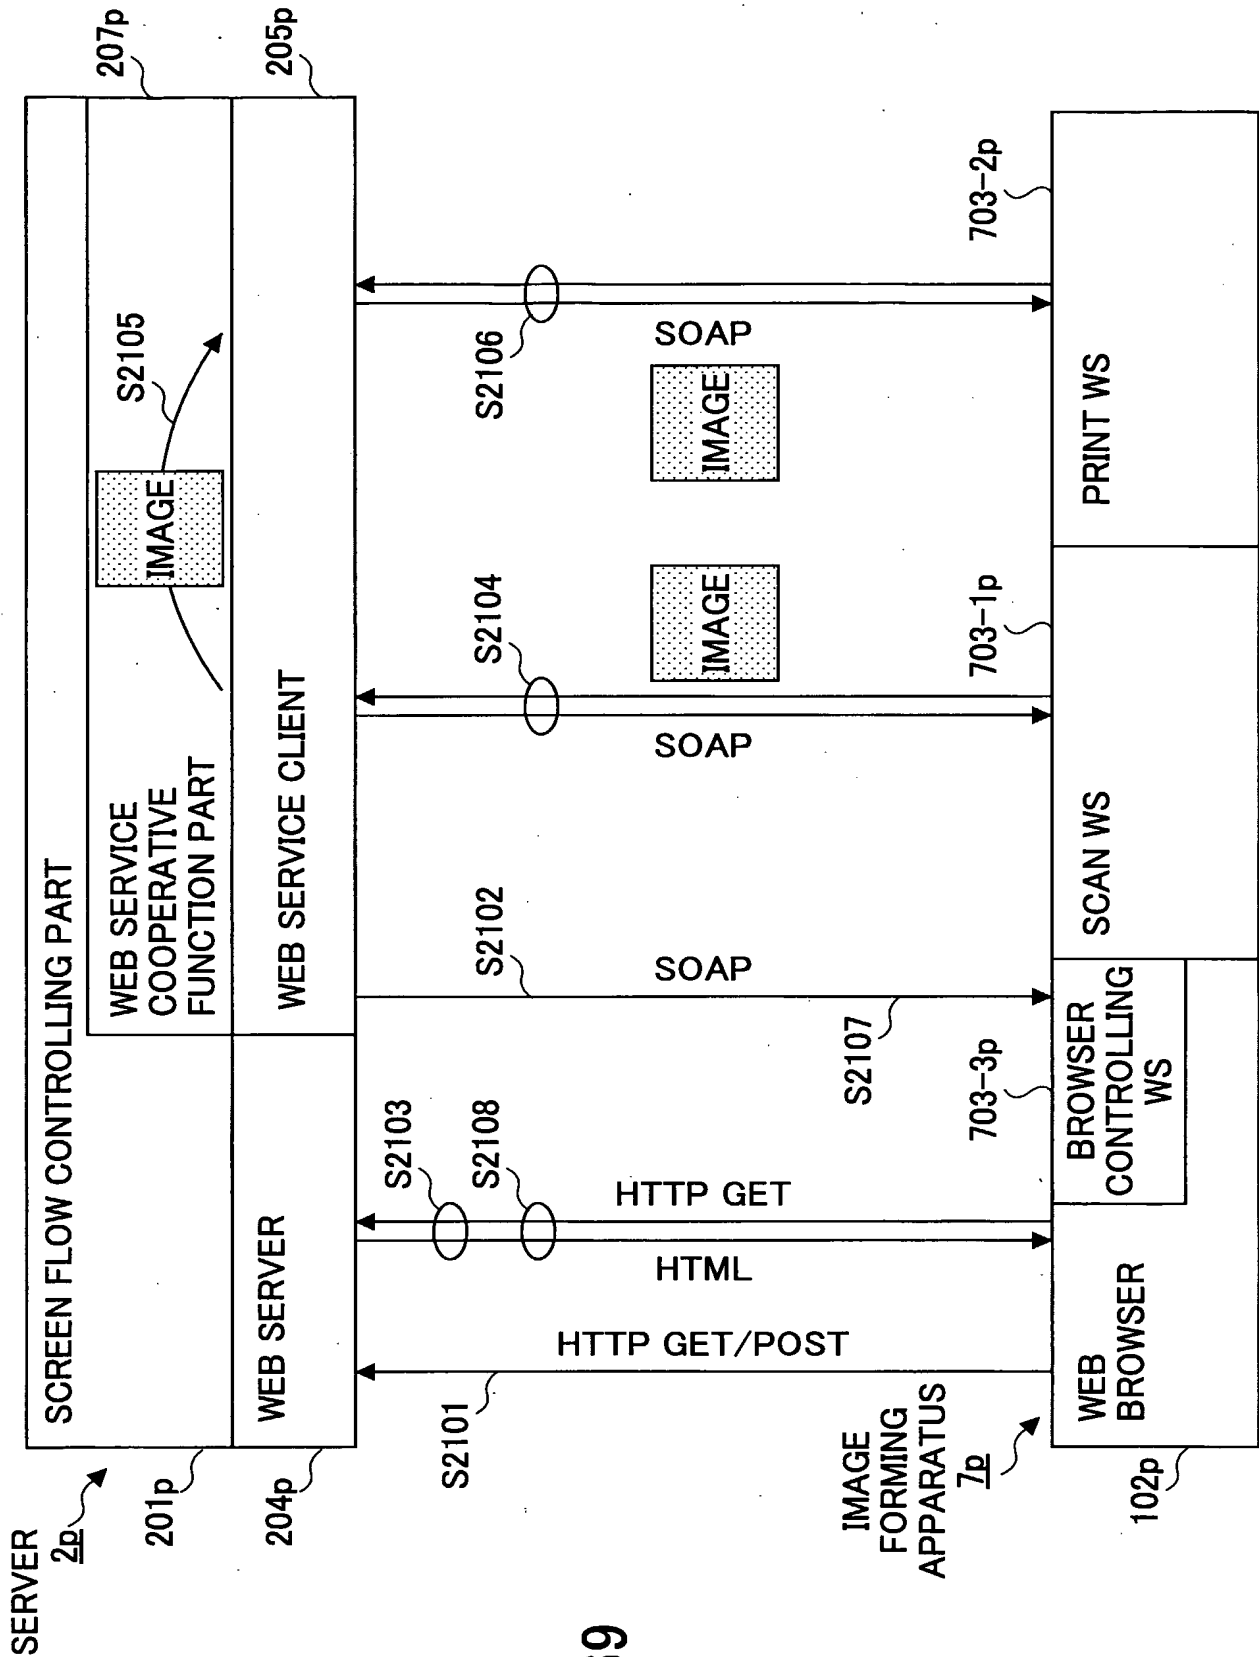 SERVER
2p
201p
204p
207p
205p
SCREEN FLOW CONTROLLING PART
WEB SERVICE
COOPERATIVE
FUNCTION PART
IMAGE
S2105
WEB SERVER
WEB SERVICE CLIENT
S2101
HTTP GET/POST
S2103
S2108
HTTP GET
HTML
S2102
SOAP
S2107
S2104
SOAP
IMAGE
S2106
SOAP
IMAGE
IMAGE
FORMING
APPARATUS
7p
102p
703-3p
703-1p
703-2p
WEB
BROWSER
BROWSER
CONTROLLING
WS
SCAN WS
PRINT WS